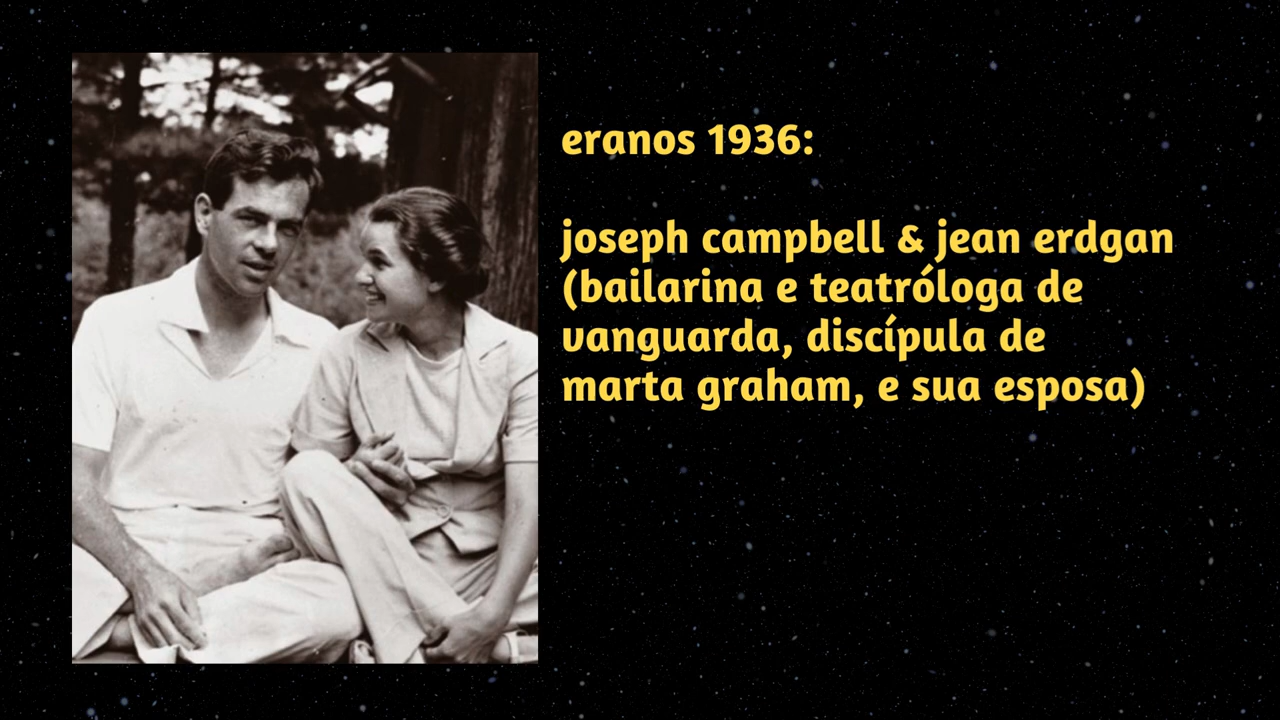 eranos 1936:
joseph campbell & jean erdgan
(bailarina e teatróloga de
vanguarda, discípula de
marta graham, e sua esposa)